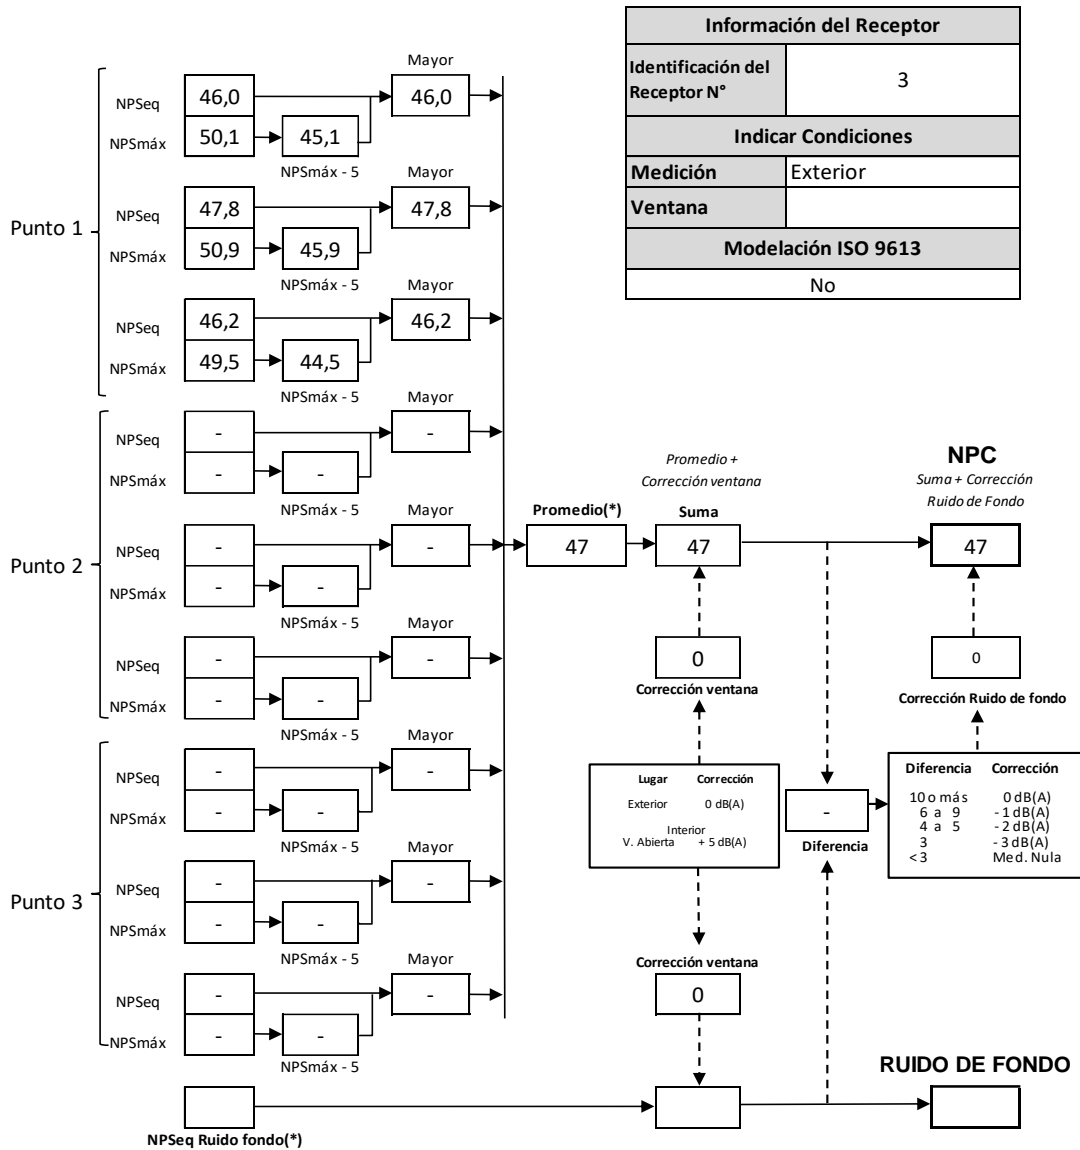 Información del Receptor
Identificación del
Receptor N°
3
Indicar Condiciones
Medición Exterior
Ventana
Modelación ISO 9613
No
Punto 1
Mayor
NPSeq 46,0 46,0
NPSmáx 50,1 45,1
NPSmáx - 5
Mayor
NPSeq 47,8 47,8
NPSmáx 50,9 45,9
NPSmáx - 5
Mayor
NPSeq 46,2 46,2
NPSmáx 49,5 44,5
NPSmáx - 5
Punto 2
Mayor
NPSeq - -
NPSmáx - -
NPSmáx - 5
Mayor
NPSeq - -
NPSmáx - -
NPSmáx - 5
Mayor
NPSeq - -
NPSmáx - -
NPSmáx - 5
Punto 3
Mayor
NPSeq - -
NPSmáx - -
NPSmáx - 5
Mayor
NPSeq - -
NPSmáx - -
NPSmáx - 5
Mayor
NPSeq - -
NPSmáx - -
NPSmáx - 5
Promedio(*)
47
Promedio +
Corrección ventana
Suma
47
0
Corrección ventana
NPC
Suma + Corrección
Ruido de Fondo
47
0
Corrección Ruido de fondo
Lugar Corrección
Exterior 0 dB(A)
Interior
V. Abierta + 5 dB(A)
-
Diferencia
Diferencia Corrección
10 o más 0 dB(A)
6 a 9 - 1 dB(A)
4 a 5 - 2 dB(A)
3 - 3 dB(A)
< 3 Med. Nula
Corrección ventana
0
RUIDO DE FONDO
NPSeq Ruido fondo(*)